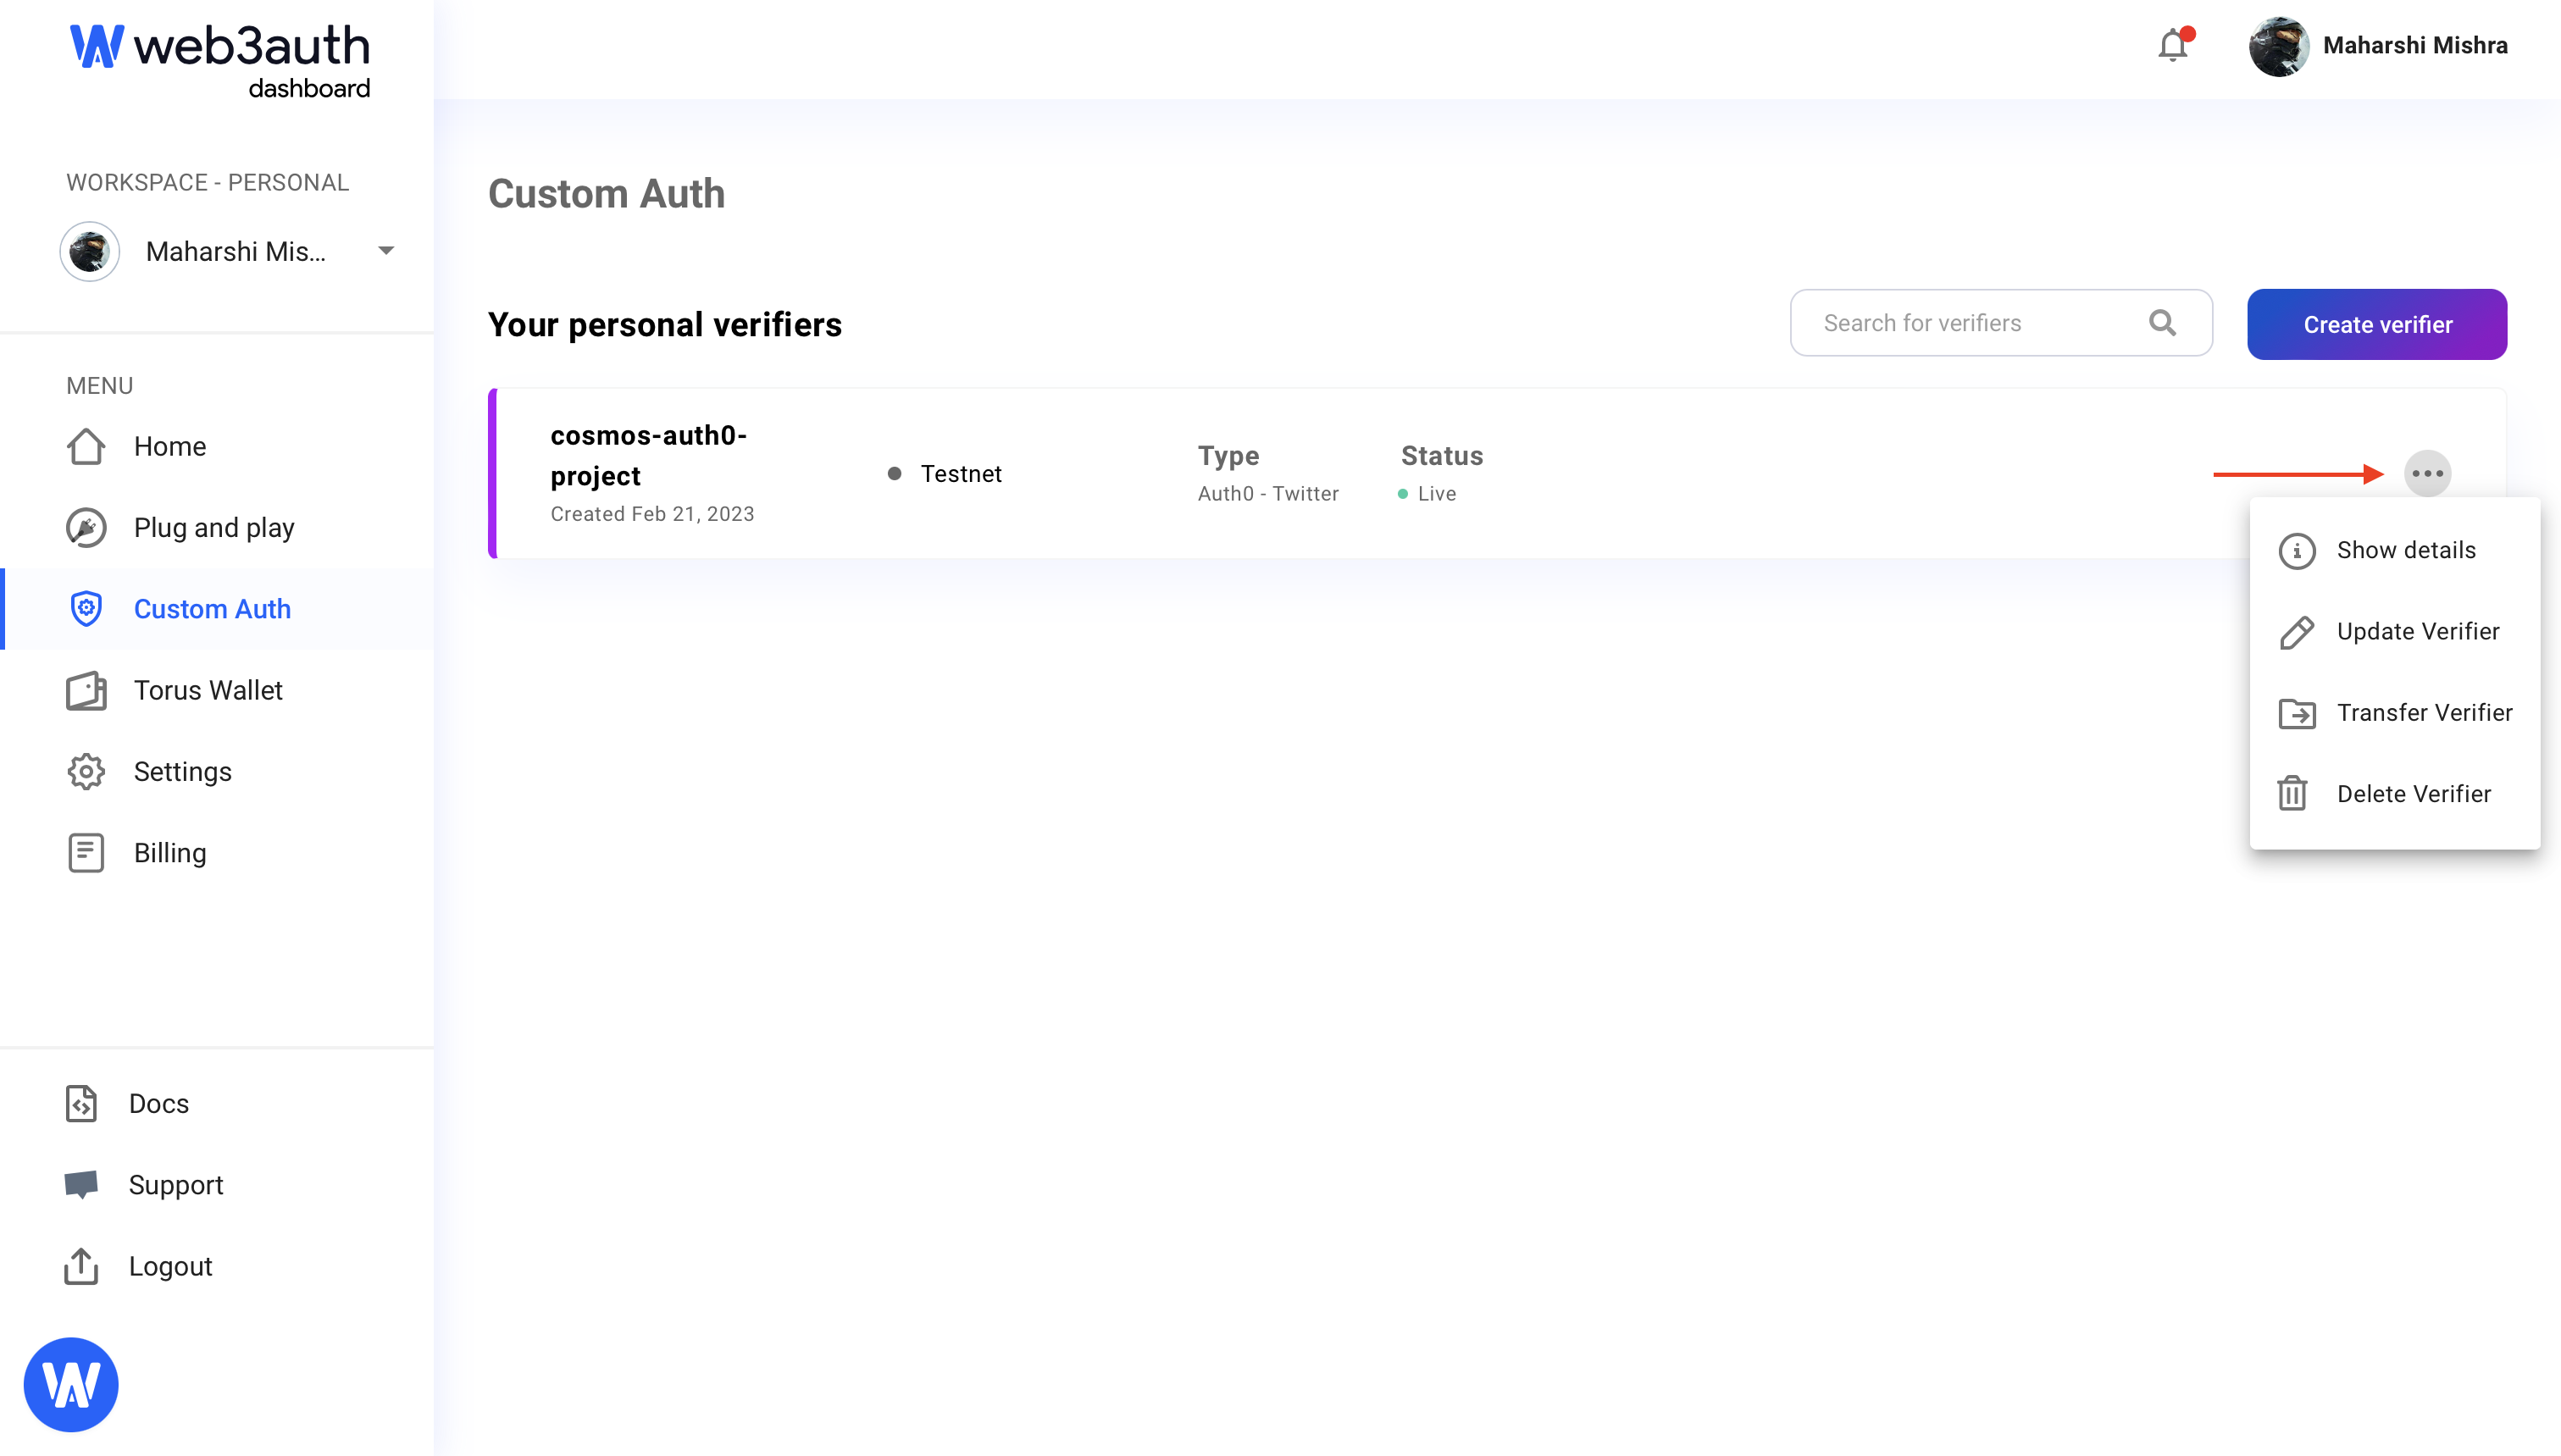 web3auth
dashboard
Maharshi Mishra
WORKSPACE - PERSONAL
Maharshi Mis...
MENU
Home
Plug and play
Custom Auth
Torus Wallet
Settings
Billing
Docs
Support
Logout
Custom Auth
Your personal verifiers
Search for verifiers
Create verifier
cosmos-auth0-
project
Created Feb 21, 2023
Testnet
Type
Auth0 - Twitter
Status
Live
Show details
Update Verifier
Transfer Verifier
Delete Verifier